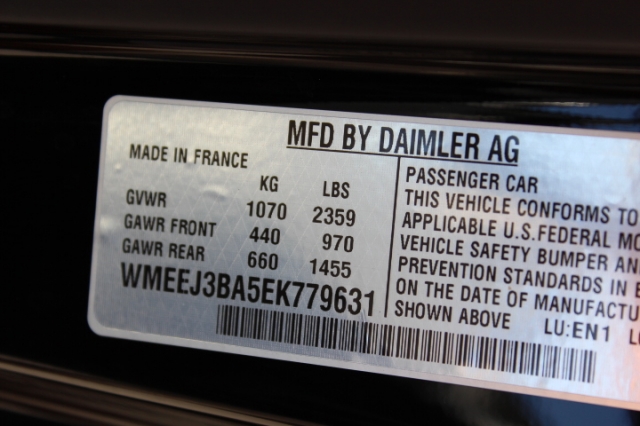 MFD BY DAIMLER AG
MADE IN FRANCE
KG LBS
GVWR 1070 2359
GAWR FRONT 440 970
GAWR REAR 660 1455
WMEEJ3BA5EK779631
PASSENGER CAR
THIS VEHICLE CONFORMS TO
APPLICABLE U.S.FEDERAL
VEHICLE SAFETY BUMPER
PREVENTION STANDARDS IN
ON THE DATE OF
SHOWN ABOVE LU:EN1